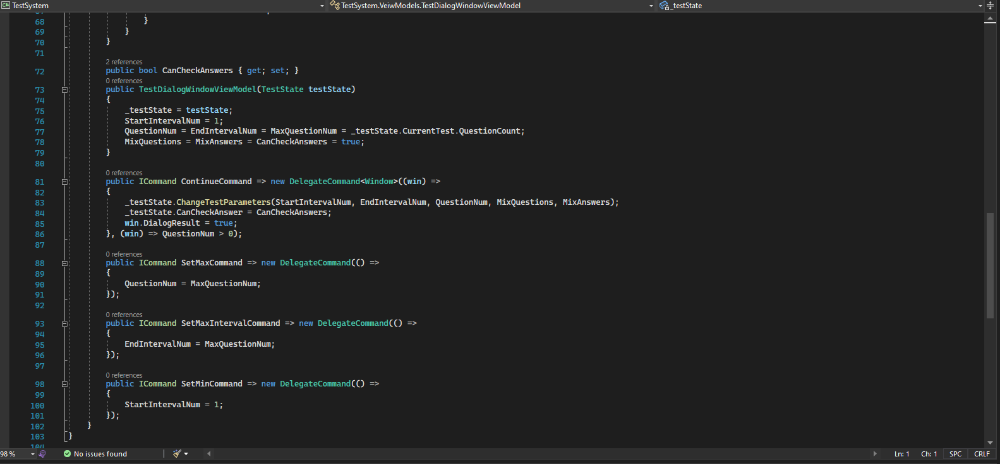 TestSystem TestSystem.VeiwModels.TestDialogWindowViewModel _testState
68 }
69 }
70 }
71
2 references
72 public bool CanCheckAnswers { get; set; }
0 references
73 public TestDialogWindowViewModel(TestState testState)
74 {
75 _testState = testState;
76 StartIntervalNum = 1;
77 QuestionNum = EndIntervalNum = MaxQuestionNum = _testState.CurrentTest.QuestionCount;
78 MixQuestions = MixAnswers = CanCheckAnswers = true;
79 }
80
0 references
81 public ICommand ContinueCommand => new DelegateCommand<Window>((win) =>
82 {
83 _testState.ChangeTestParameters(StartIntervalNum, EndIntervalNum, QuestionNum, MixQuestions, MixAnswers);
84 _testState.CanCheckAnswer = CanCheckAnswers;
85 win.DialogResult = true;
86 }, (win) => QuestionNum > 0);
87
0 references
88 public ICommand SetMaxCommand => new DelegateCommand(() =>
89 {
90 QuestionNum = MaxQuestionNum;
91 });
92
0 references
93 public ICommand SetMaxIntervalCommand => new DelegateCommand(() =>
94 {
95 EndIntervalNum = MaxQuestionNum;
96 });
97
0 references
98 public ICommand SetMinCommand => new DelegateCommand(() =>
99 {
100 StartIntervalNum = 1;
101 });
102 }
103 }
104
98 % No issues found Ln: 1 Ch: 1 SPC CRLF